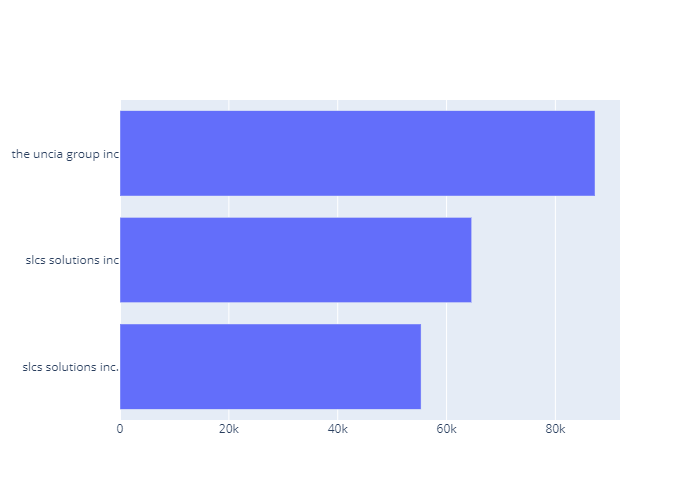 the uncia group inc
slcs solutions inc
slcs solutions inc.
0 20k 40k 60k 80k